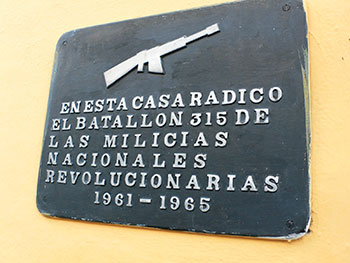 EN ESTA CASA RADICO
EL BATALLON 315 DE
LAS MILICIAS
NACIONALES
REVOLUCIONARIAS
1961-1965